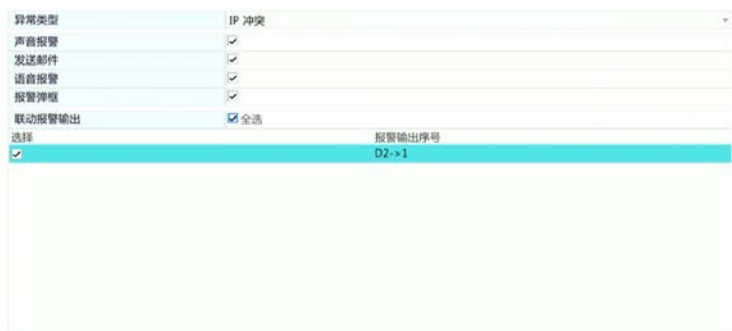 异常类型 IP 冲突
声音报警
发送邮件
语音报警
报警弹框
联动报警输出 全选
选择 报警输出序号
D2->1